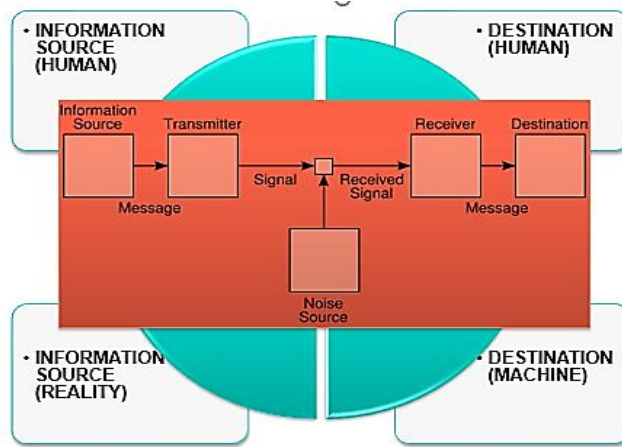 • INFORMATION
SOURCE
(HUMAN)
• DESTINATION
(HUMAN)
Information
Source
Transmitter
Receiver
Destination
Signal
Received
Signal
Message
Message
Noise
Source
• INFORMATION
SOURCE
(REALITY)
• DESTINATION
(MACHINE)